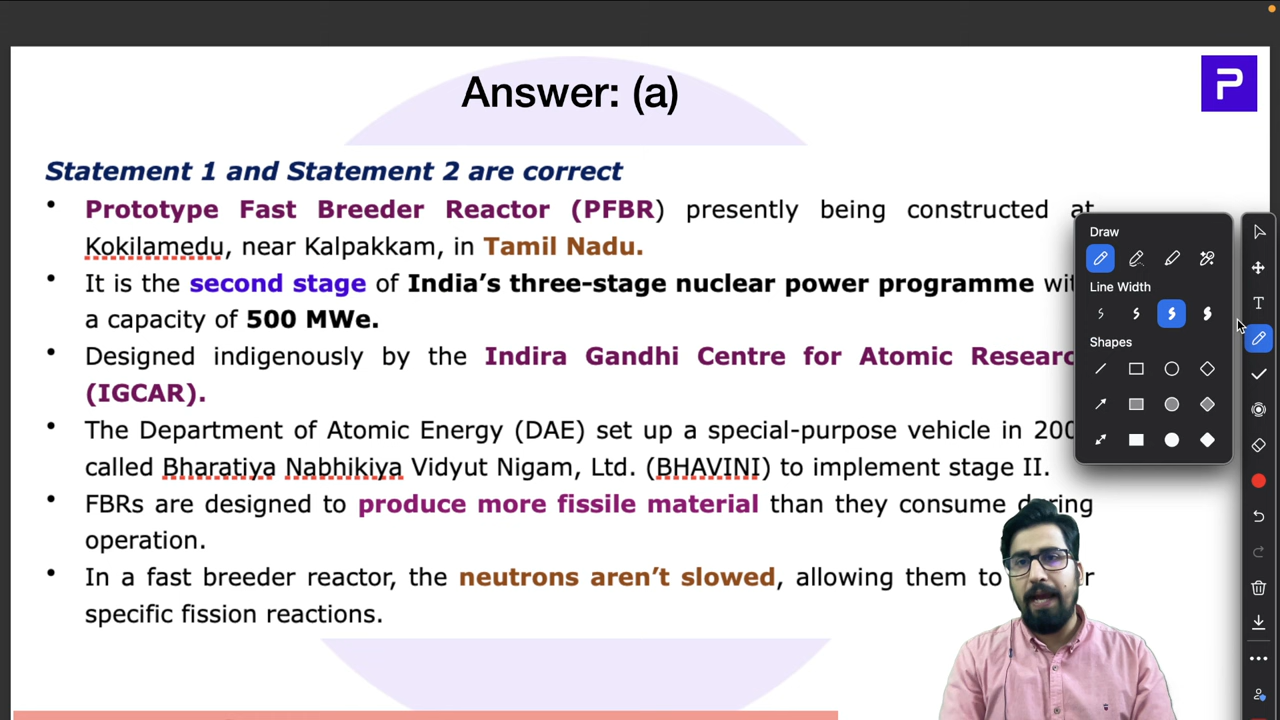 Answer: (a)
P
Statement 1 and Statement 2 are correct
• Prototype Fast Breeder Reactor (PFBR) presently being constructed at
Kokilamedu, near Kalpakkam, in Tamil Nadu.
• It is the second stage of India's three-stage nuclear power programme
a capacity of 500 MWe.
• Designed indigenously by the Indira Gandhi Centre for Atomic
(IGCAR).
• The Department of Atomic Energy (DAE) set up a special-purpose vehicle in
called Bharatiya Nabhikiya Vidyut Nigam, Ltd. (BHAVINI) to implement stage II.
• FBRs are designed to produce more fissile material than they consume during
operation.
• In a fast breeder reactor, the neutrons aren't slowed, allowing them to
specific fission reactions.
Draw
Line Width
Shapes
T